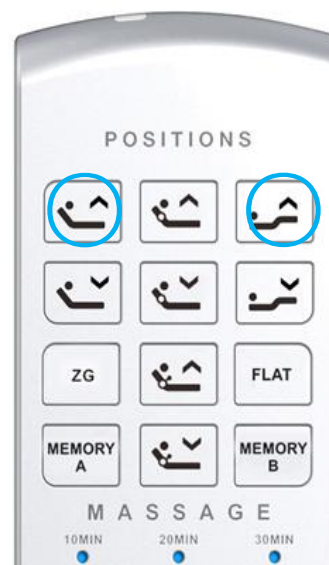 POSITIONS
ZG
FLAT
MEMORY
A
MEMORY
B
MASSAGE
10MIN 20MIN 30MIN